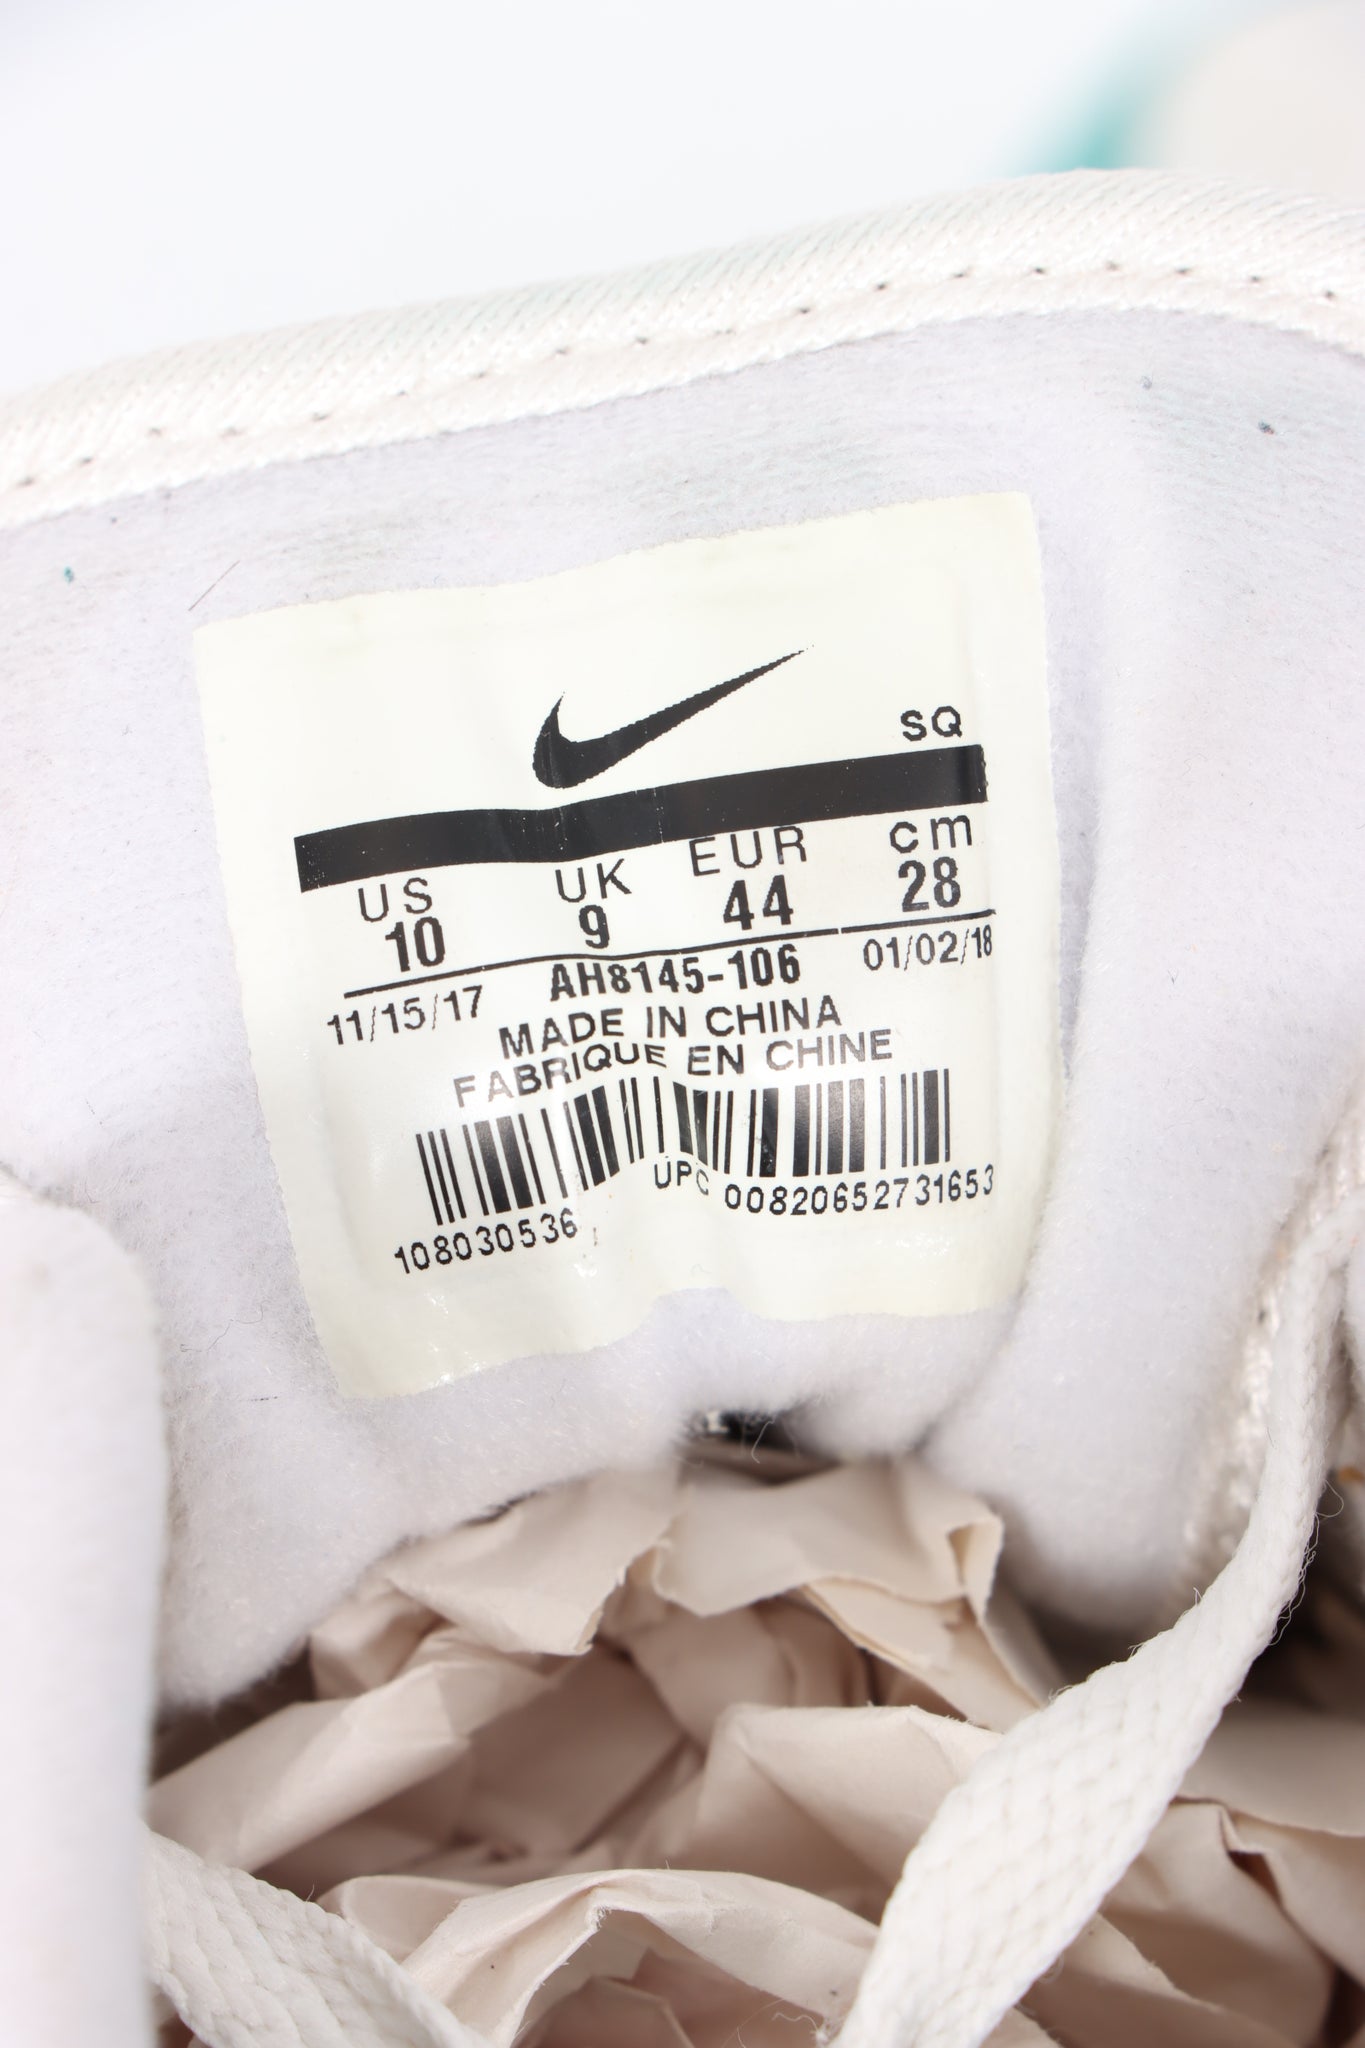 SQ
US UK EUR cm
10 9 44 28
11/15/17 AH8145-106 01/02/18
MADE IN CHINA
FABRIQUE EN CHINE
108030536 UPC 00820652731653